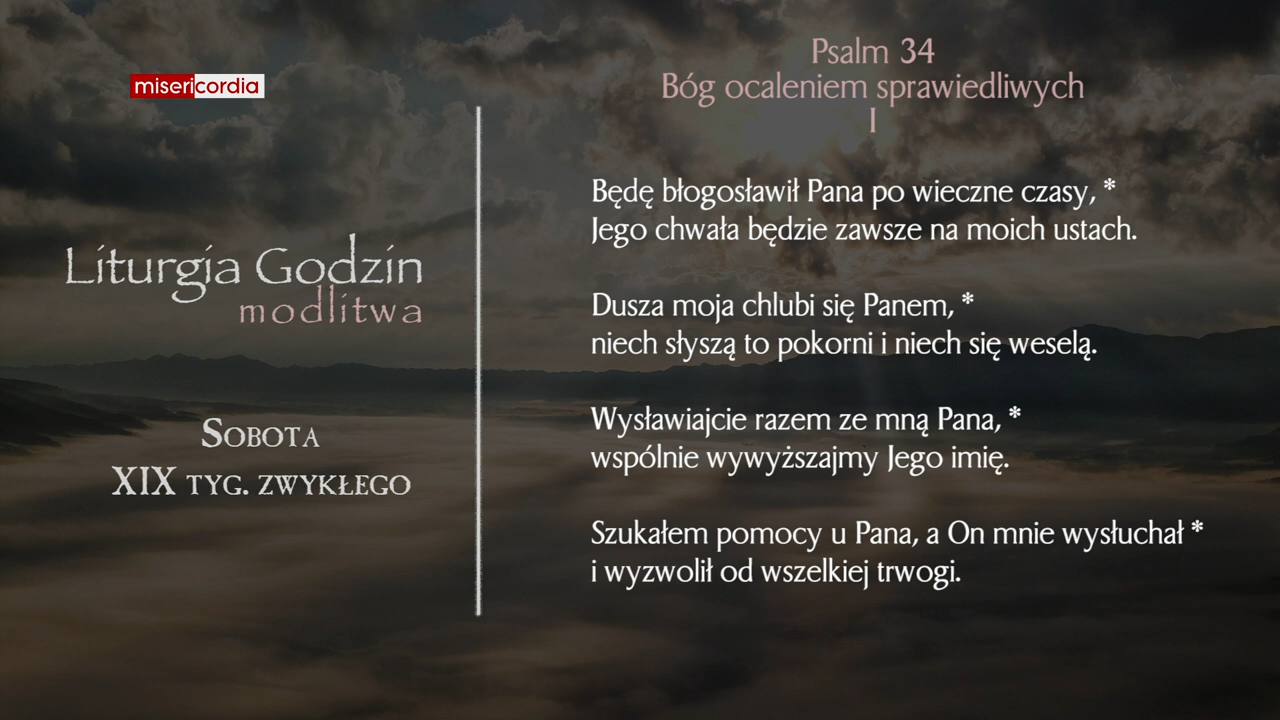 misericordia
Liturgia Godzin
modlitwa
Sobota
XIX tyg. zwykłego
Psalm 34
Bóg ocaleniem sprawiedliwych
I
Będę błogosławił Pana po wieczne czasy, *
Jego chwała będzie zawsze na moich ustach.
Dusza moja chlubi się Panem, *
niech słyszą to pokorni i niech się weselą.
Wysławiajcie razem ze mną Pana, *
wspólnie wywyższajmy Jego imię.
Szukałem pomocy u Pana, a On mnie wysłuchał *
i wyzwolił od wszelkiej trwogi.